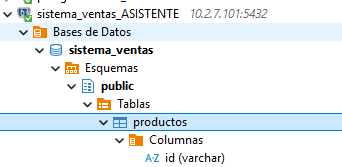 sistema_ventas_ASISTENTE 10.2.7.101:5432
Bases de Datos
sistema_ventas
Esquemas
public
Tablas
productos
Columnas
A-Z id (varchar)